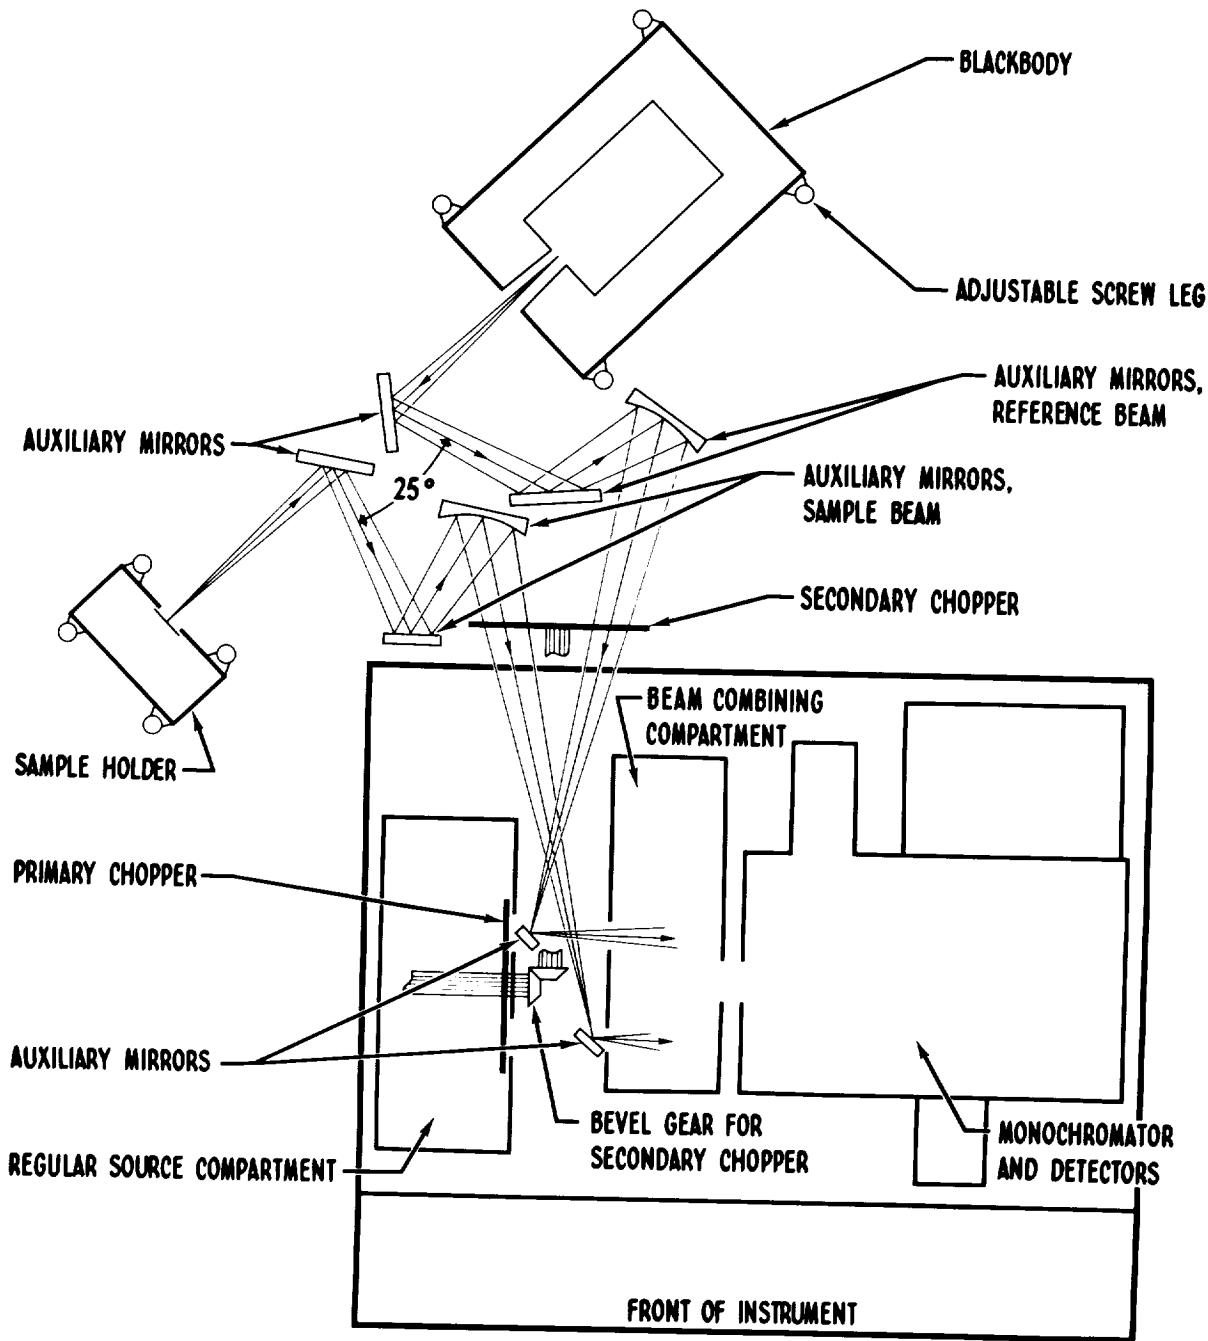 BLACKBODY
ADJUSTABLE SCREW LEG
AUXILIARY MIRRORS,
REFERENCE BEAM
AUXILIARY MIRRORS
25°
AUXILIARY MIRRORS,
SAMPLE BEAM
SECONDARY CHOPPER
BEAM COMBINING
COMPARTMENT
SAMPLE HOLDER
PRIMARY CHOPPER
AUXILIARY MIRRORS
BEVEL GEAR FOR
SECONDARY CHOPPER
MONOCHROMATOR
AND DETECTORS
REGULAR SOURCE COMPARTMENT
FRONT OF INSTRUMENT